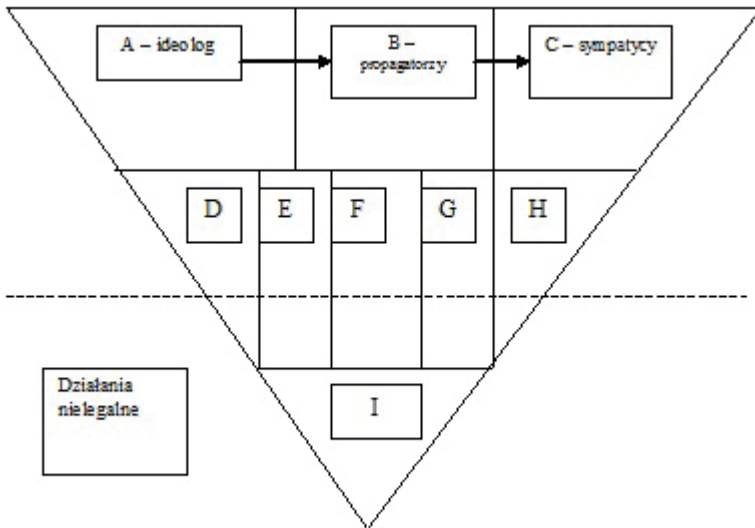 A – ideolog
B –
propagatorzy
C – sympatycy
D
E
F
G
H
Działania
nielegalne
I